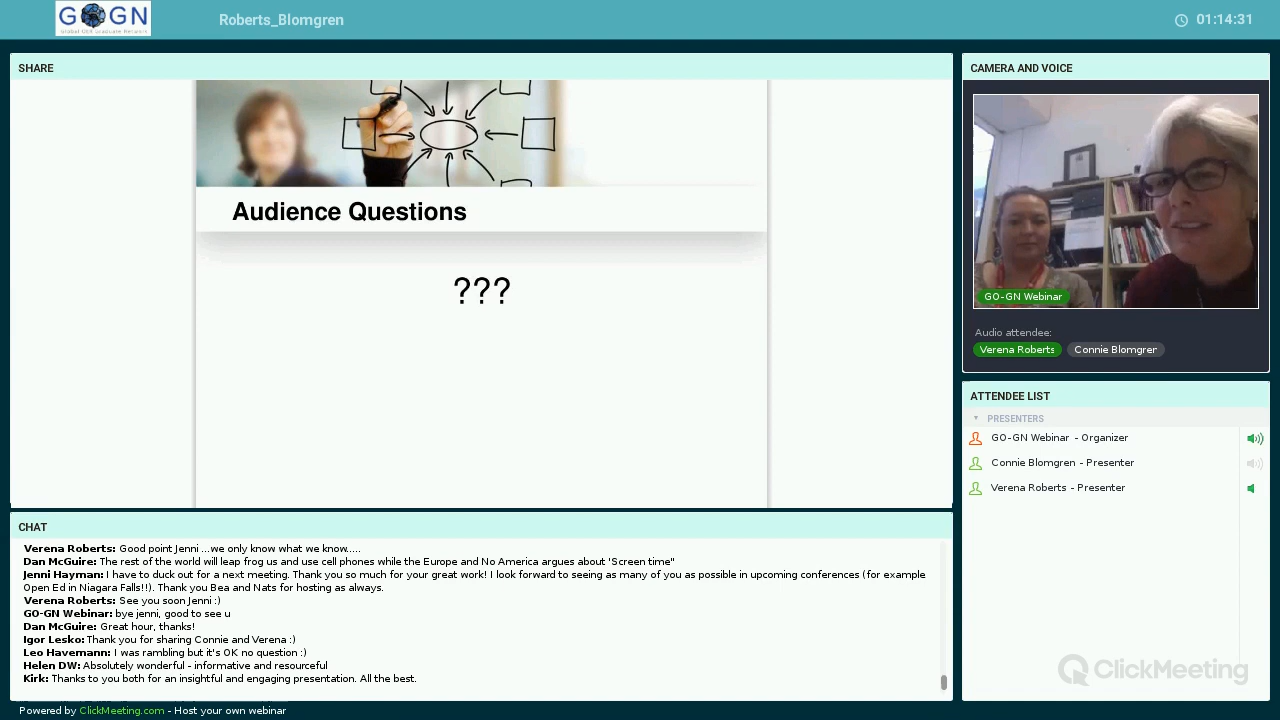 GOGN
Global OER Graduate Network
Roberts_Blomgren
01:14:31
SHARE
Audience Questions
???
CHAT
Verena Roberts: Good point Jenni ...we only know what we know.....
Dan McGuire: The rest of the world will leap frog us and use cell phones while the Europe and No America argues about 'Screen time"
Jenni Hayman: I have to duck out for a next meeting. Thank you so much for your great work! I look forward to seeing as many of you as possible in upcoming conferences (for example
Open Ed in Niagara Falls!!). Thank you Bea and Nats for hosting as always.
Verena Roberts: See you soon Jenni :)
GO-GN Webinar: bye jenni, good to see u
Dan McGuire: Great hour, thanks!
Igor Lesko: Thank you for sharing Connie and Verena :)
Leo Havemann: I was rambling but it's OK no question :)
Helen DW: Absolutely wonderful - informative and resourceful
Kirk: Thanks to you both for an insightful and engaging presentation. All the best.
Powered by ClickMeeting.com - Host your own webinar
CAMERA AND VOICE
GO-GN Webinar
Audio attendee:
Verena Roberts Connie Blomgren
ATTENDEE LIST
PRESENTERS
GO-GN Webinar - Organizer
Connie Blomgren - Presenter
Verena Roberts - Presenter
ClickMeeting